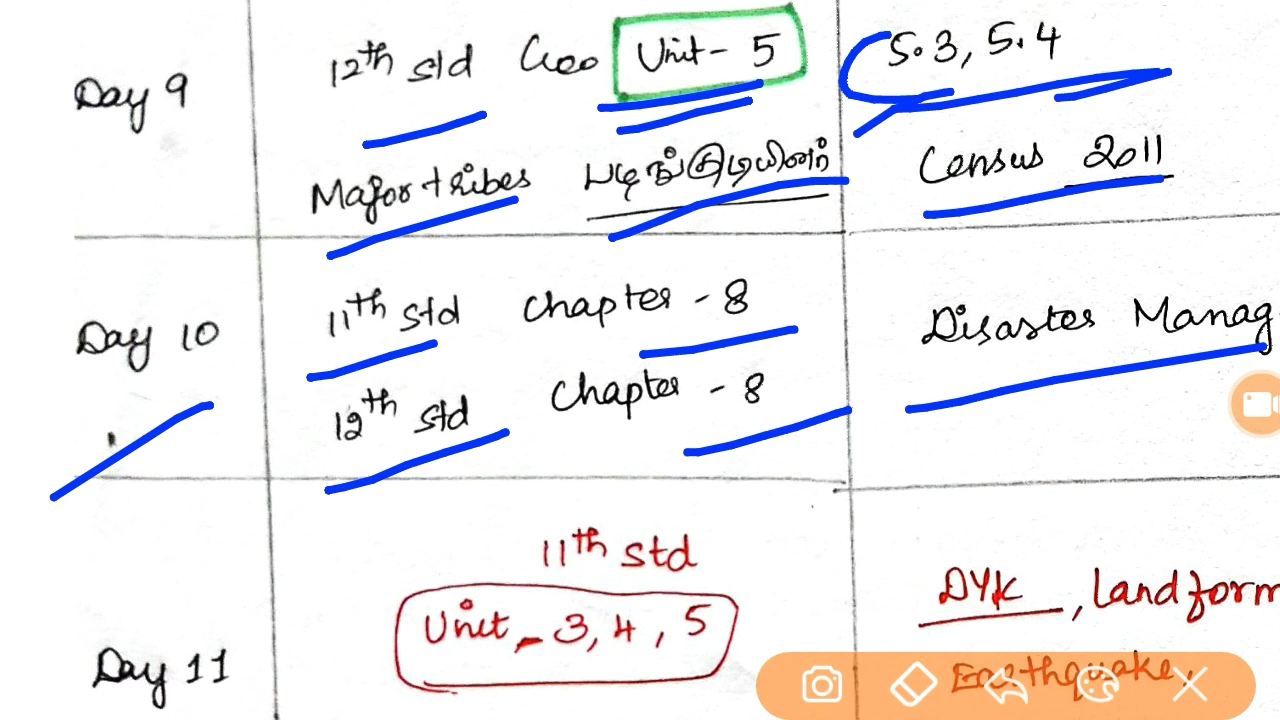 Day 9
12th std Geo Unit - 5
5.3, 5.4
Major tribes பழங்குடியினர்
Census 2011
Day 10
11th std Chapter - 8
Disaster Manag
12th std Chapter - 8
11th std
Unit - 3, 4, 5
DYK, landform
Day 11
Earthquake,